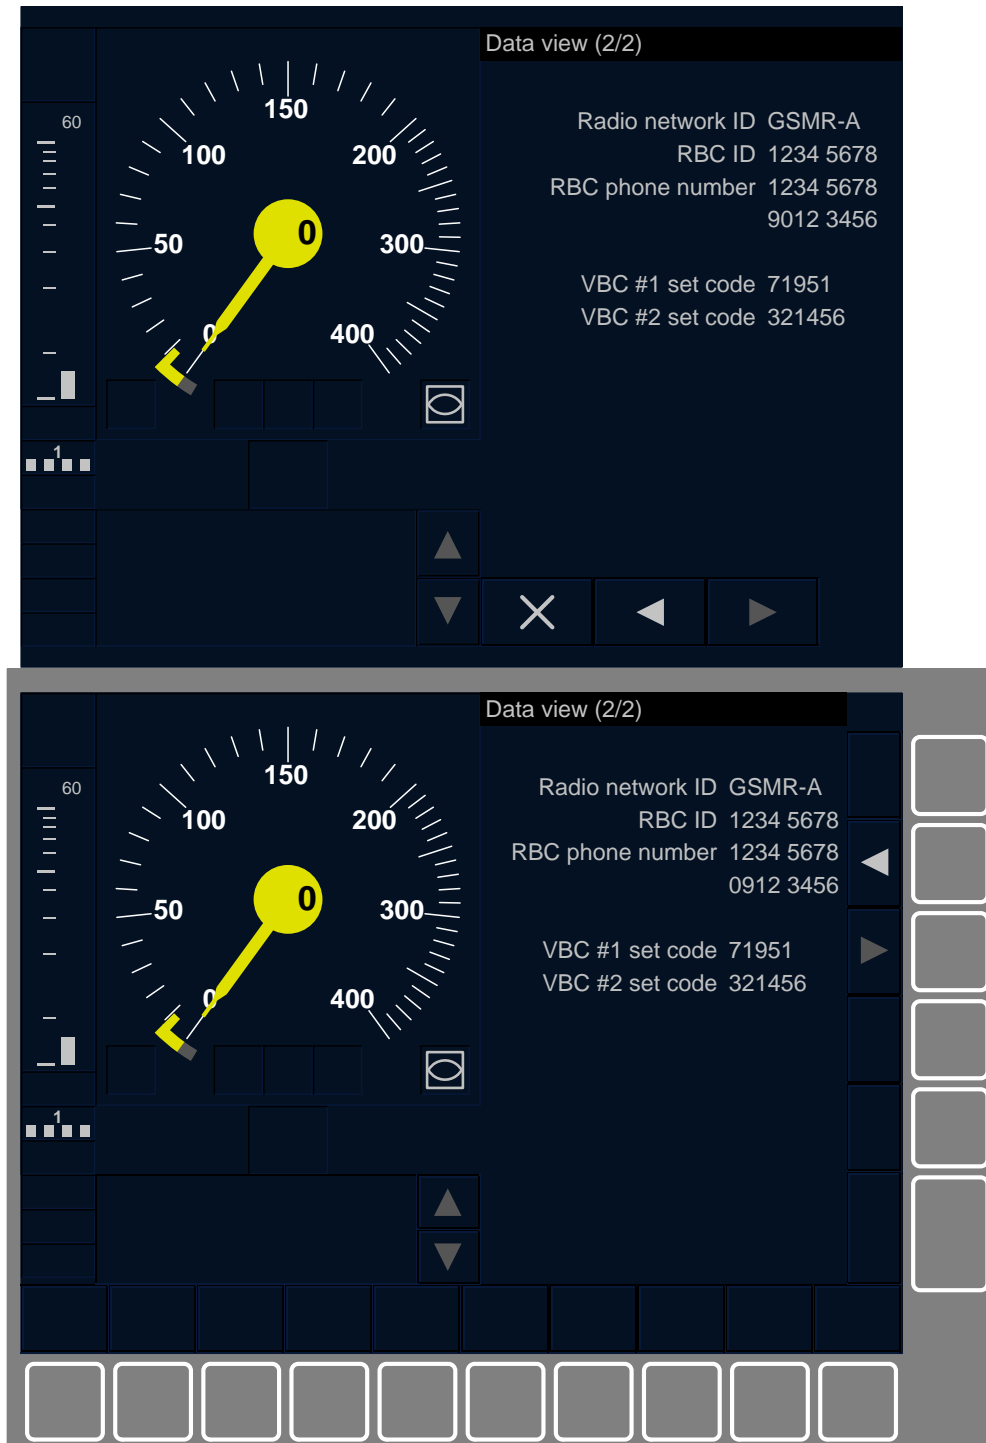 Data view (2/2)
60
150
100
200
50
0
300
0
400
Radio network ID GSMR-A
RBC ID 1234 5678
RBC phone number 1234 5678
9012 3456
VBC #1 set code 71951
VBC #2 set code 321456
1
Data view (2/2)
60
150
100
200
50
0
300
0
400
Radio network ID GSMR-A
RBC ID 1234 5678
RBC phone number 1234 5678
0912 3456
VBC #1 set code 71951
VBC #2 set code 321456
1